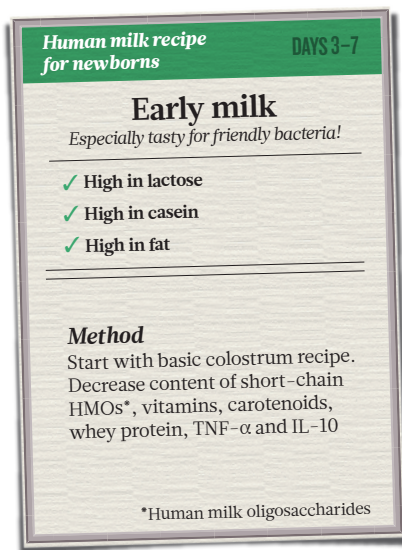 Human milk recipe
for newborns
DAYS 3–7
Early milk
Especially tasty for friendly bacteria!
✓ High in lactose
✓ High in casein
✓ High in fat
Method
Start with basic colostrum recipe.
Decrease content of short-chain
HMOs*, vitamins, carotenoids,
whey protein, TNF-α and IL-10
*Human milk oligosaccharides